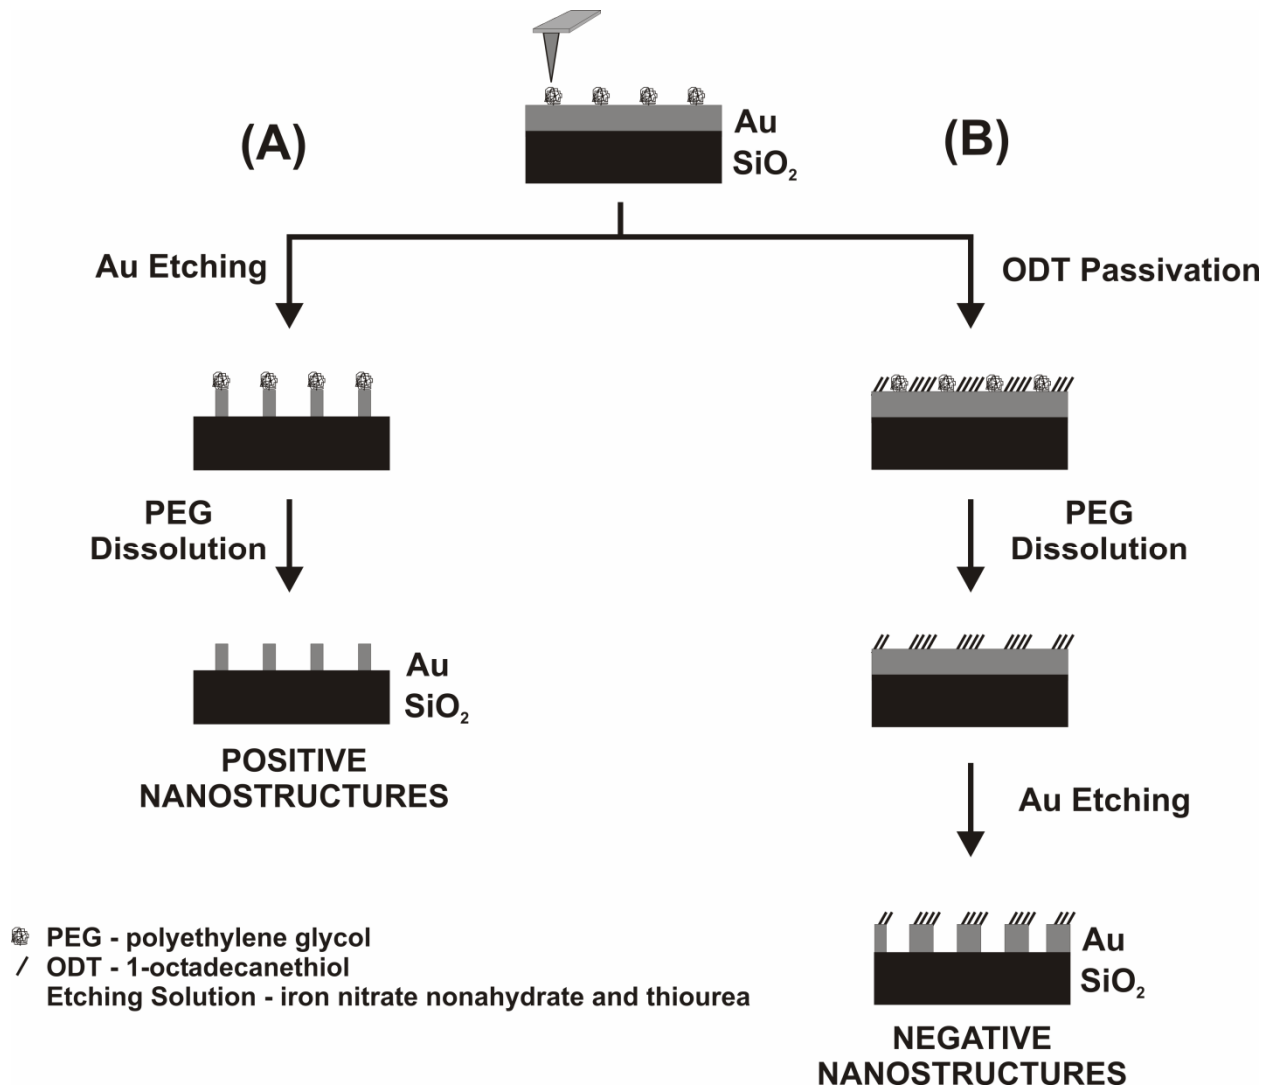 (A)
Au
SiO₂
(B)
Au Etching
ODT Passivation
PEG
Dissolution
PEG
Dissolution
Au
SiO₂
POSITIVE
NANOSTRUCTURES
Au Etching
PEG - polyethylene glycol
ODT - 1-octadecanethiol
Etching Solution - iron nitrate nonahydrate and thiourea
Au
SiO₂
NEGATIVE
NANOSTRUCTURES